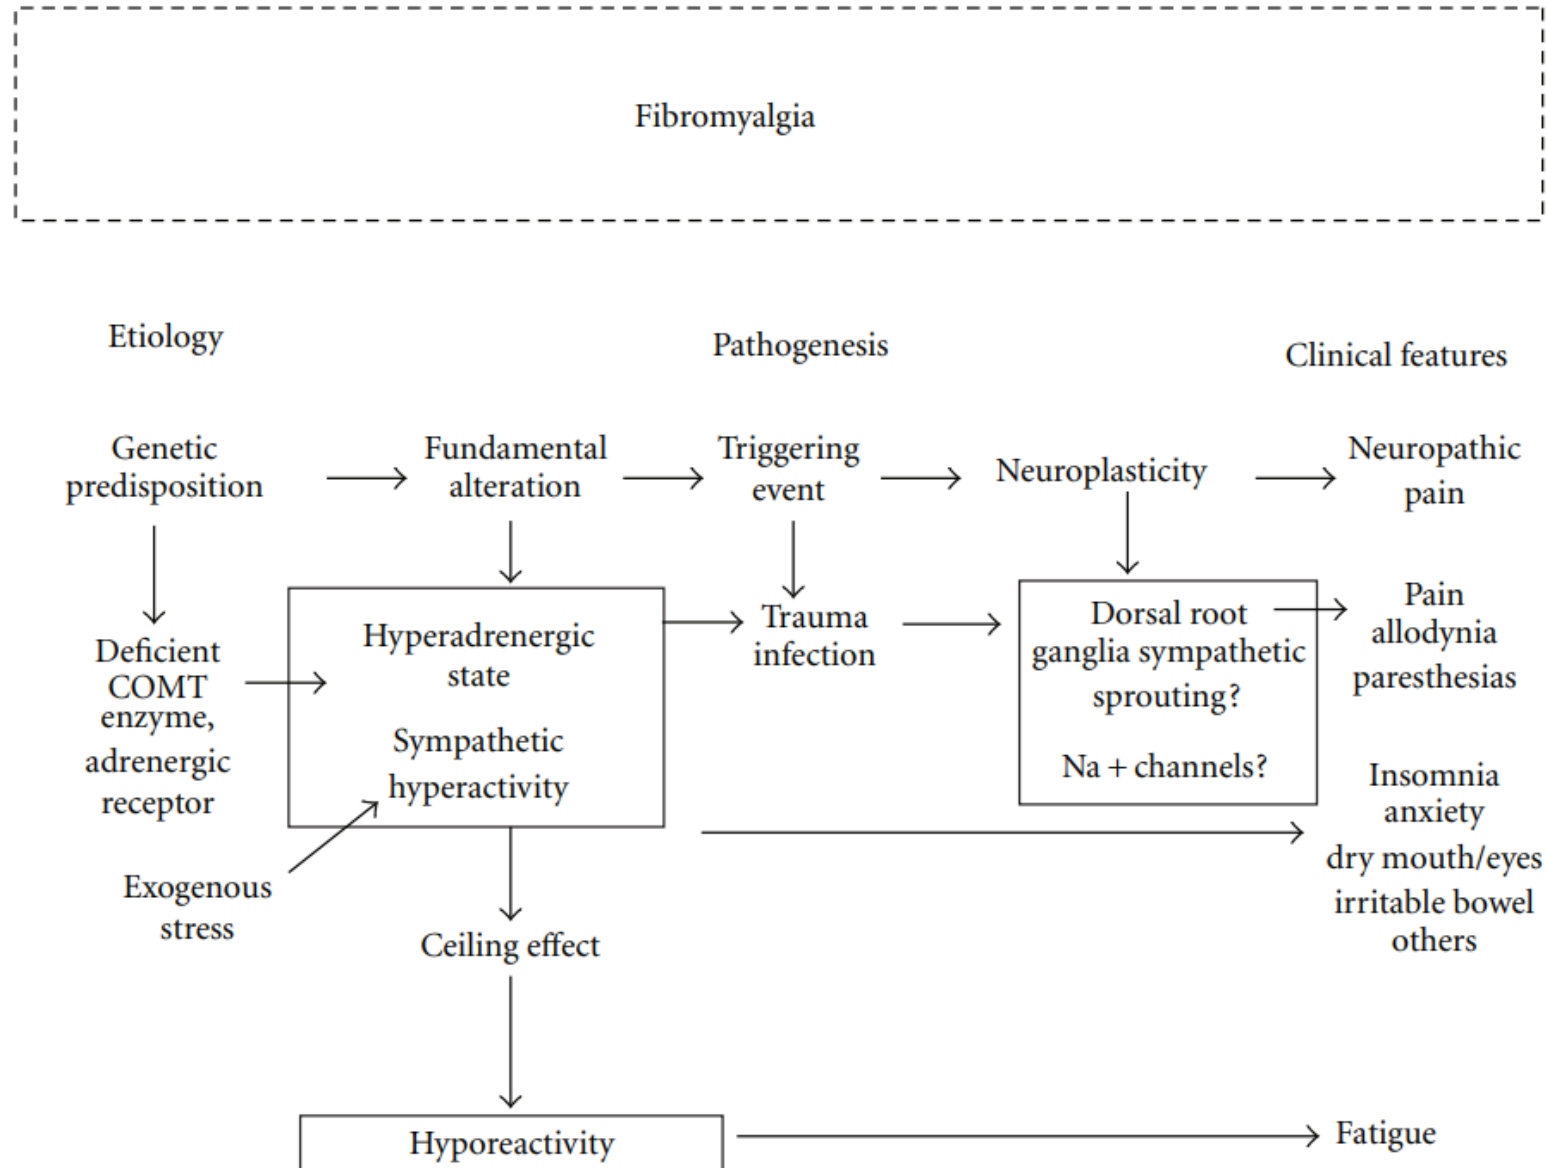 Fibromyalgia
Etiology
Pathogenesis
Clinical features
Genetic
predisposition
Fundamental
alteration
Triggering
event
Neuroplasticity
Neuropathic
pain
Deficient
COMT
enzyme,
adrenergic
receptor
Hyperadrenergic
state
Sympathetic
hyperactivity
Trauma
infection
Dorsal root
ganglia sympathetic
sprouting?
Na + channels?
Pain
allodynia
paresthesias
Insomnia
anxiety
dry mouth/eyes
irritable bowel
others
Exogenous
stress
Ceiling effect
Hyporeactivity
Fatigue